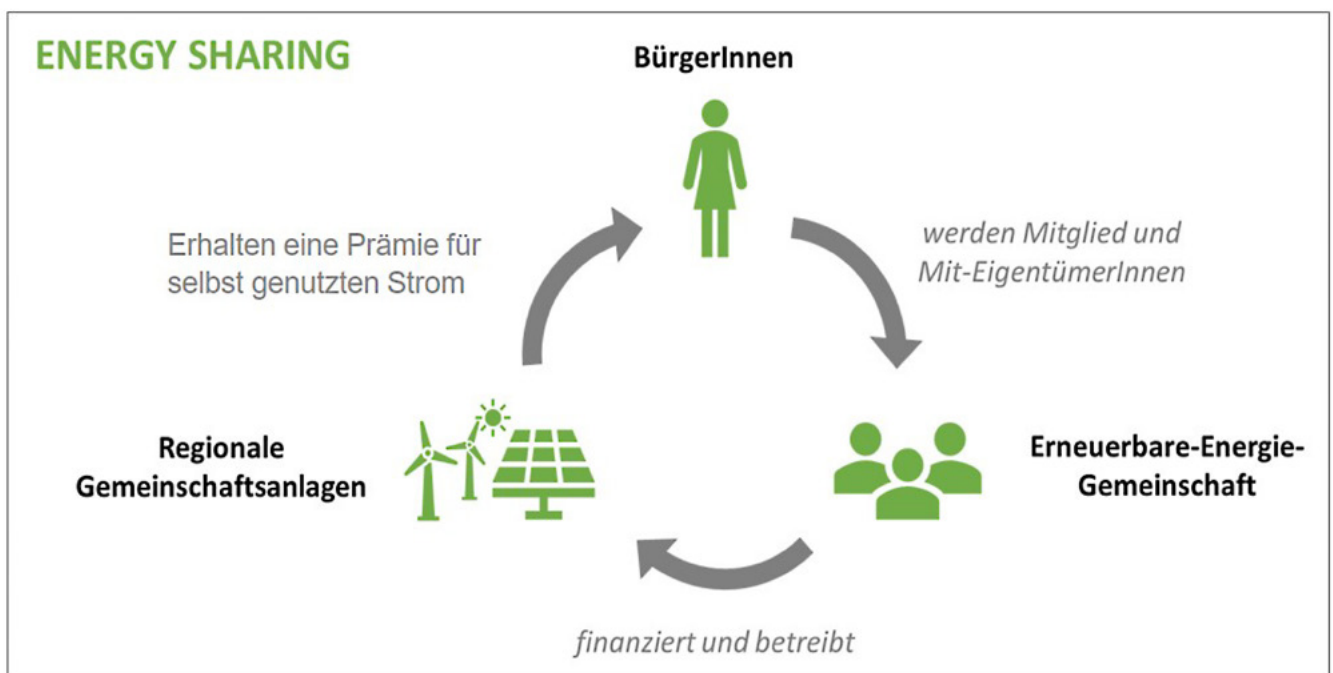 ENERGY SHARING
BürgerInnen
Erhalten eine Prämie für
selbst genutzten Strom
werden Mitglied und
Mit-EigentümerInnen
Regionale
Gemeinschaftsanlagen
Erneuerbare-Energie-
Gemeinschaft
finanziert und betreibt